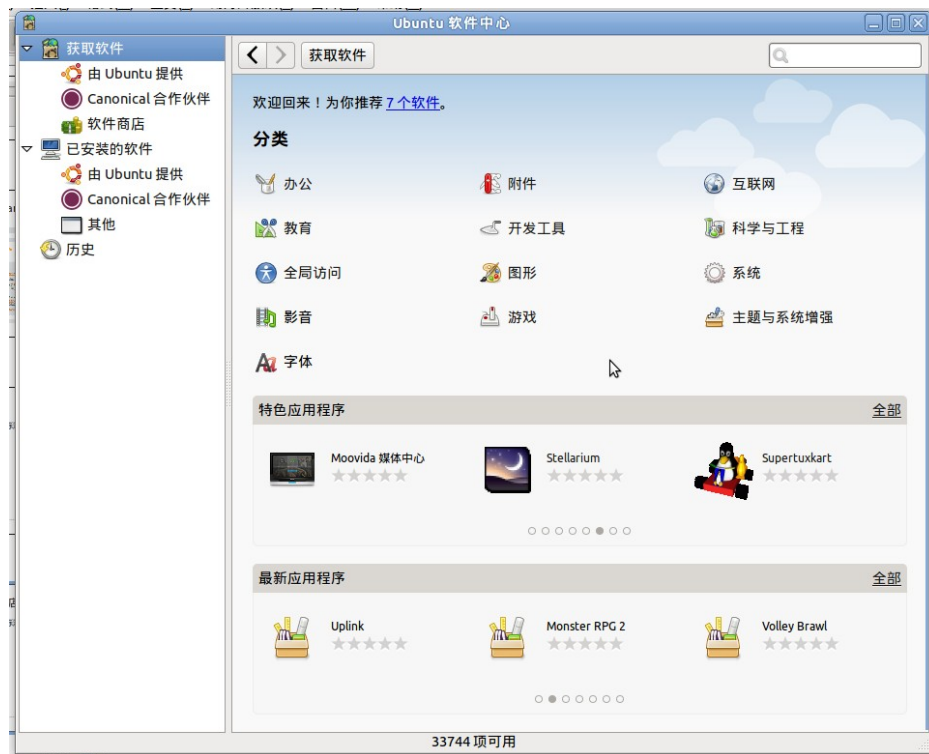 Ubuntu 软件中心
获取软件
由 Ubuntu 提供
Canonical 合作伙伴
软件商店
已安装的软件
由 Ubuntu 提供
Canonical 合作伙伴
其他
历史
获取软件
欢迎回来！为你推荐 7 个软件。
分类
办公 附件 互联网
教育 开发工具 科学与工程
全局访问 图形 系统
影音 游戏 主题与系统增强
字体
特色应用程序 全部
Moovida 媒体中心 Stellarium Supertuxkart
最新应用程序 全部
Uplink Monster RPG 2 Volley Brawl
33744 项可用